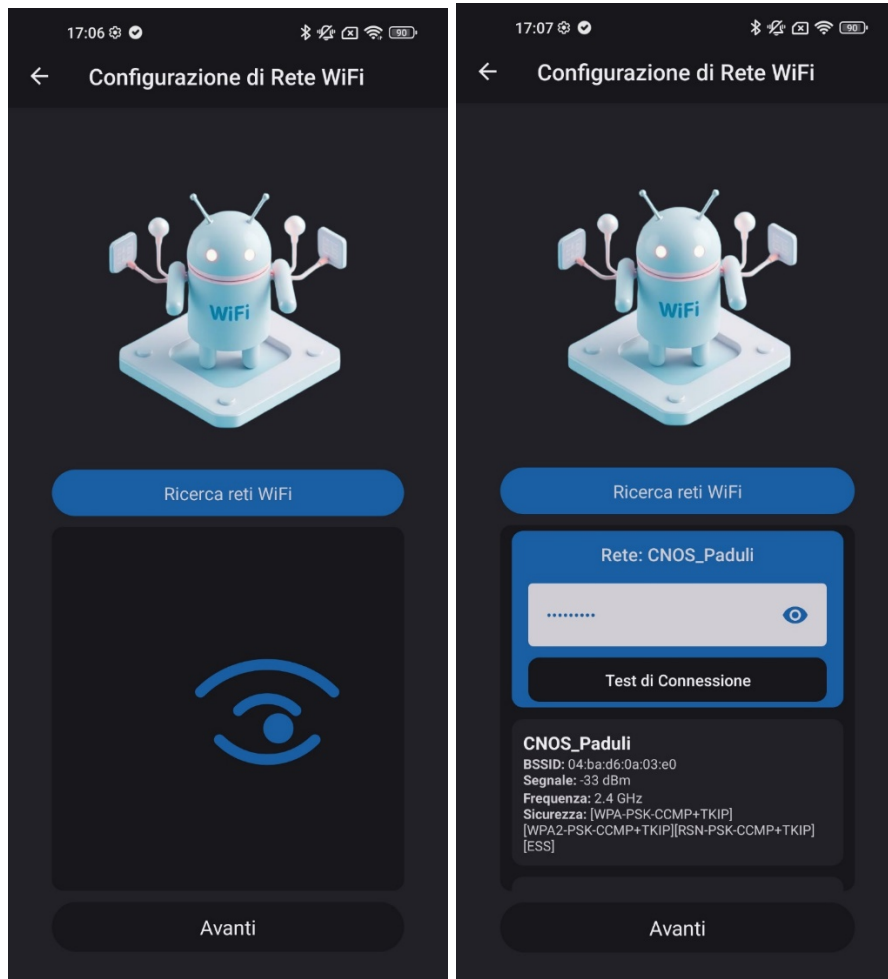 17:06
90
Configurazione di Rete WiFi
WiFi
Ricerca reti WiFi
Avanti
17:07
90
Configurazione di Rete WiFi
WiFi
Ricerca reti WiFi
Rete: CNOS_Paduli
•••••••••
Test di Connessione
CNOS_Paduli
BSSID: 04:ba:d6:0a:03:e0
Segnale: -33 dBm
Frequenza: 2.4 GHz
Sicurezza: [WPA-PSK-CCMP+TKIP]
[WPA2-PSK-CCMP+TKIP][RSN-PSK-CCMP+TKIP]
[ESS]
Avanti